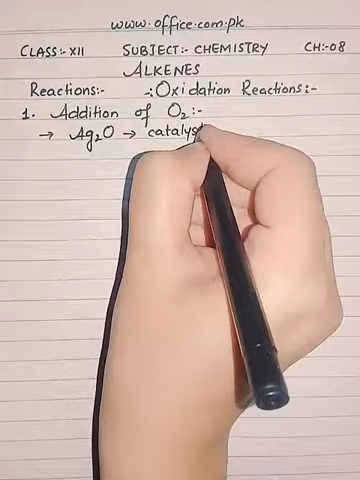 www.office.com.pk
CLASS:- XII SUBJECT:- CHEMISTRY CH:-08
ALKENES
Reactions:- -:Oxidation Reactions:-
1. Addition of O₂:-
→ Ag₂O → catalyst